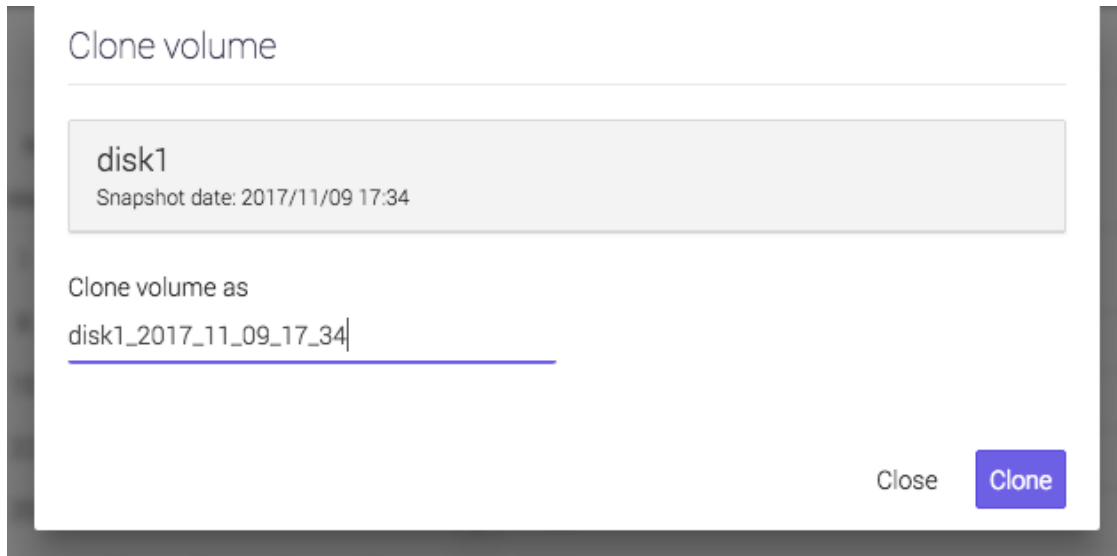 Clone volume
disk1
Snapshot date: 2017/11/09 17:34
Clone volume as
disk1_2017_11_09_17_34
Close
Clone